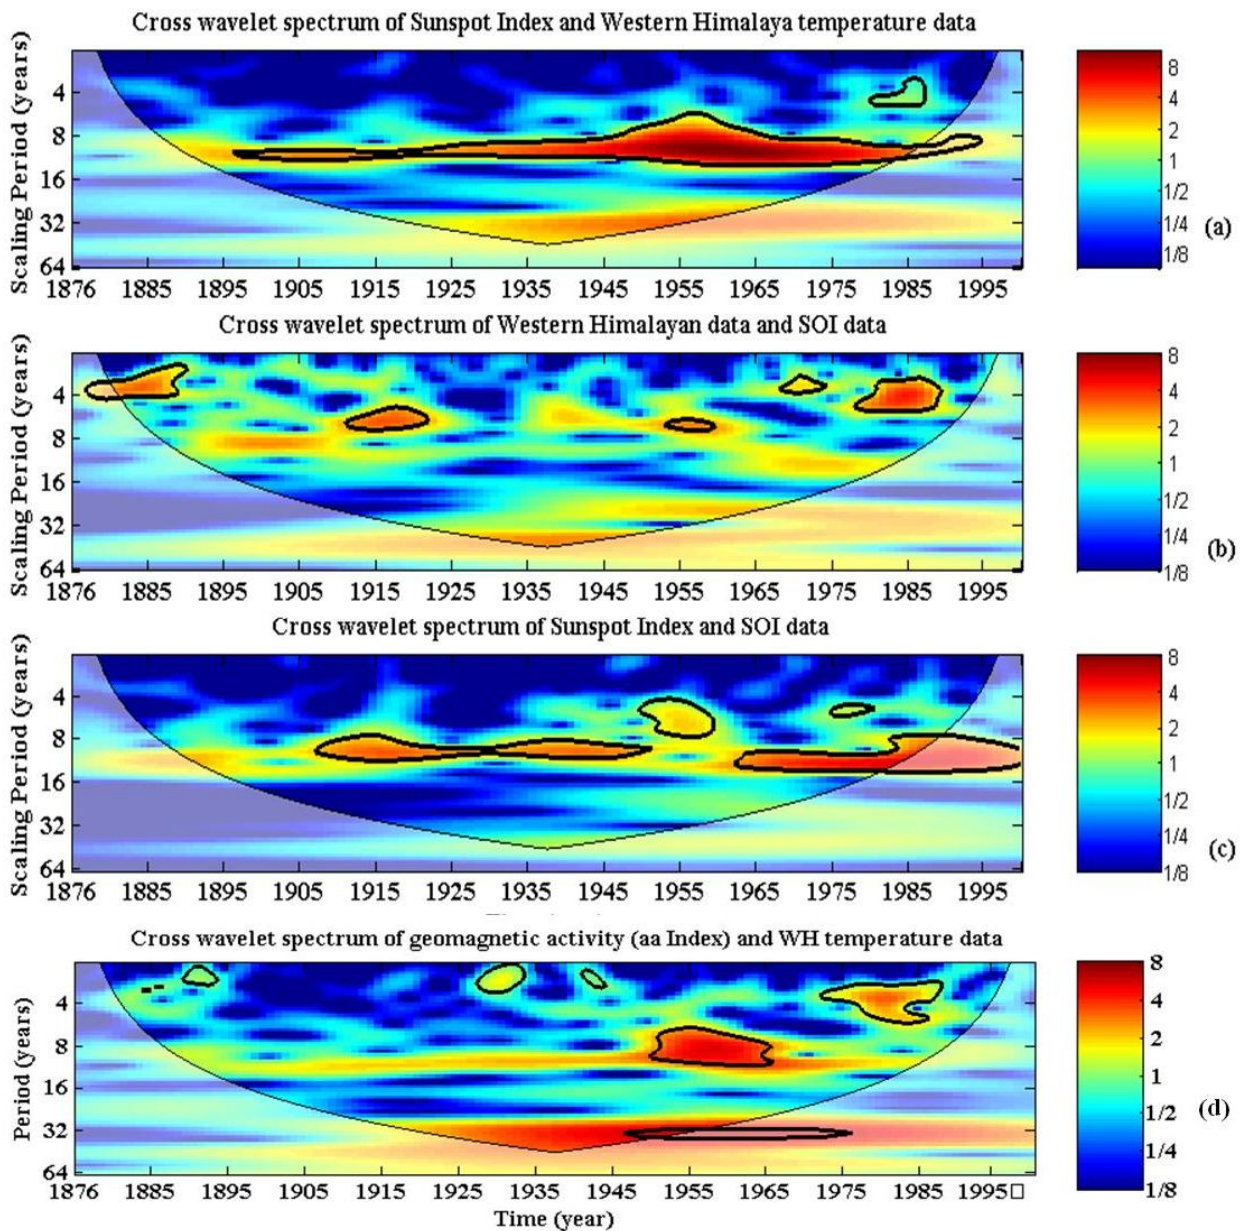 Cross wavelet spectrum of Sunspot Index and Western Himalaya temperature data
Scaling Period (years)
4
8
16
32
64
1876 1885 1895 1905 1915 1925 1935 1945 1955 1965 1975 1985 1995
8
4
2
1
1/2
1/4
1/8
(a)
Cross wavelet spectrum of Western Himalayan data and SOI data
Scaling Period (years)
4
8
16
32
64
1876 1885 1895 1905 1915 1925 1935 1945 1955 1965 1975 1985 1995
8
4
2
1
1/2
1/4
1/8
(b)
Cross wavelet spectrum of Sunspot Index and SOI data
Scaling Period (years)
4
8
16
32
64
1876 1885 1895 1905 1915 1925 1935 1945 1955 1965 1975 1985 1995
8
4
2
1
1/2
1/4
1/8
(c)
Cross wavelet spectrum of geomagnetic activity (aa Index) and WH temperature data
Period (years)
4
8
16
32
64
1876 1885 1895 1905 1915 1925 1935 1945 1955 1965 1975 1985 1995
Time (year)
8
4
2
1
1/2
1/4
1/8
(d)